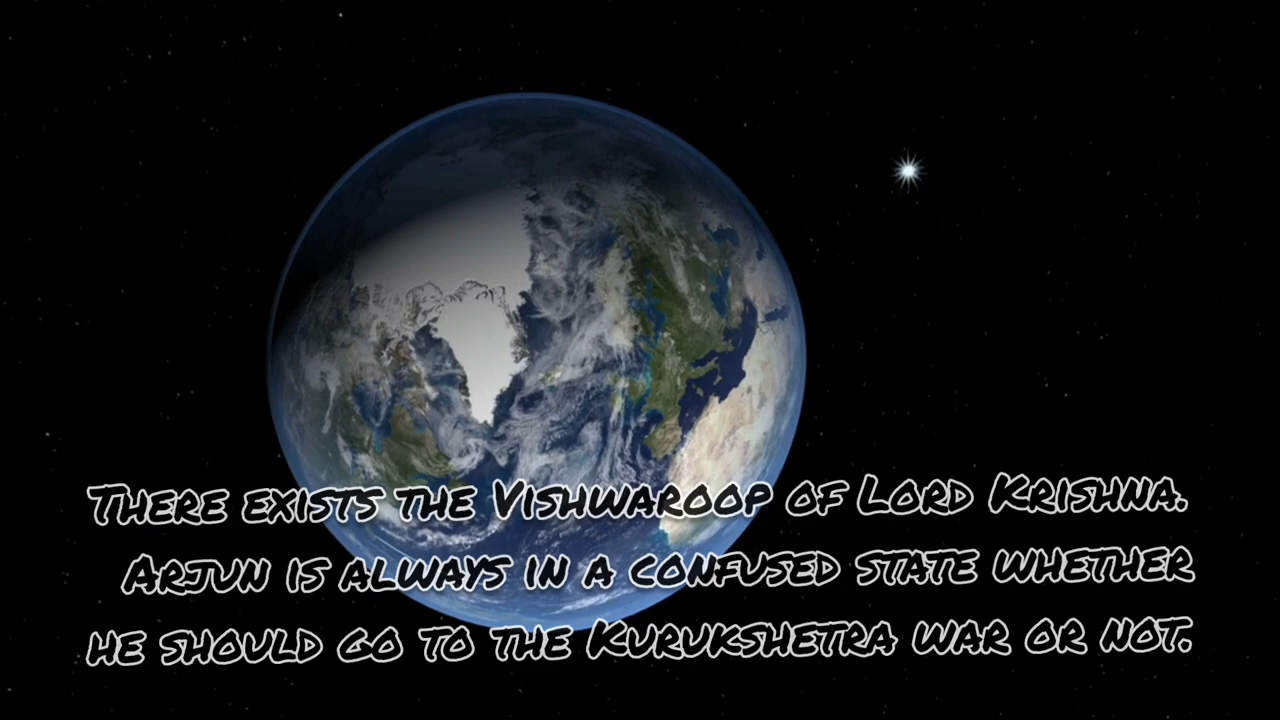 There exists the Vishwaroop of Lord Krishna.
Arjun is always in a confused state whether
he should go to the Kurukshetra war or not.